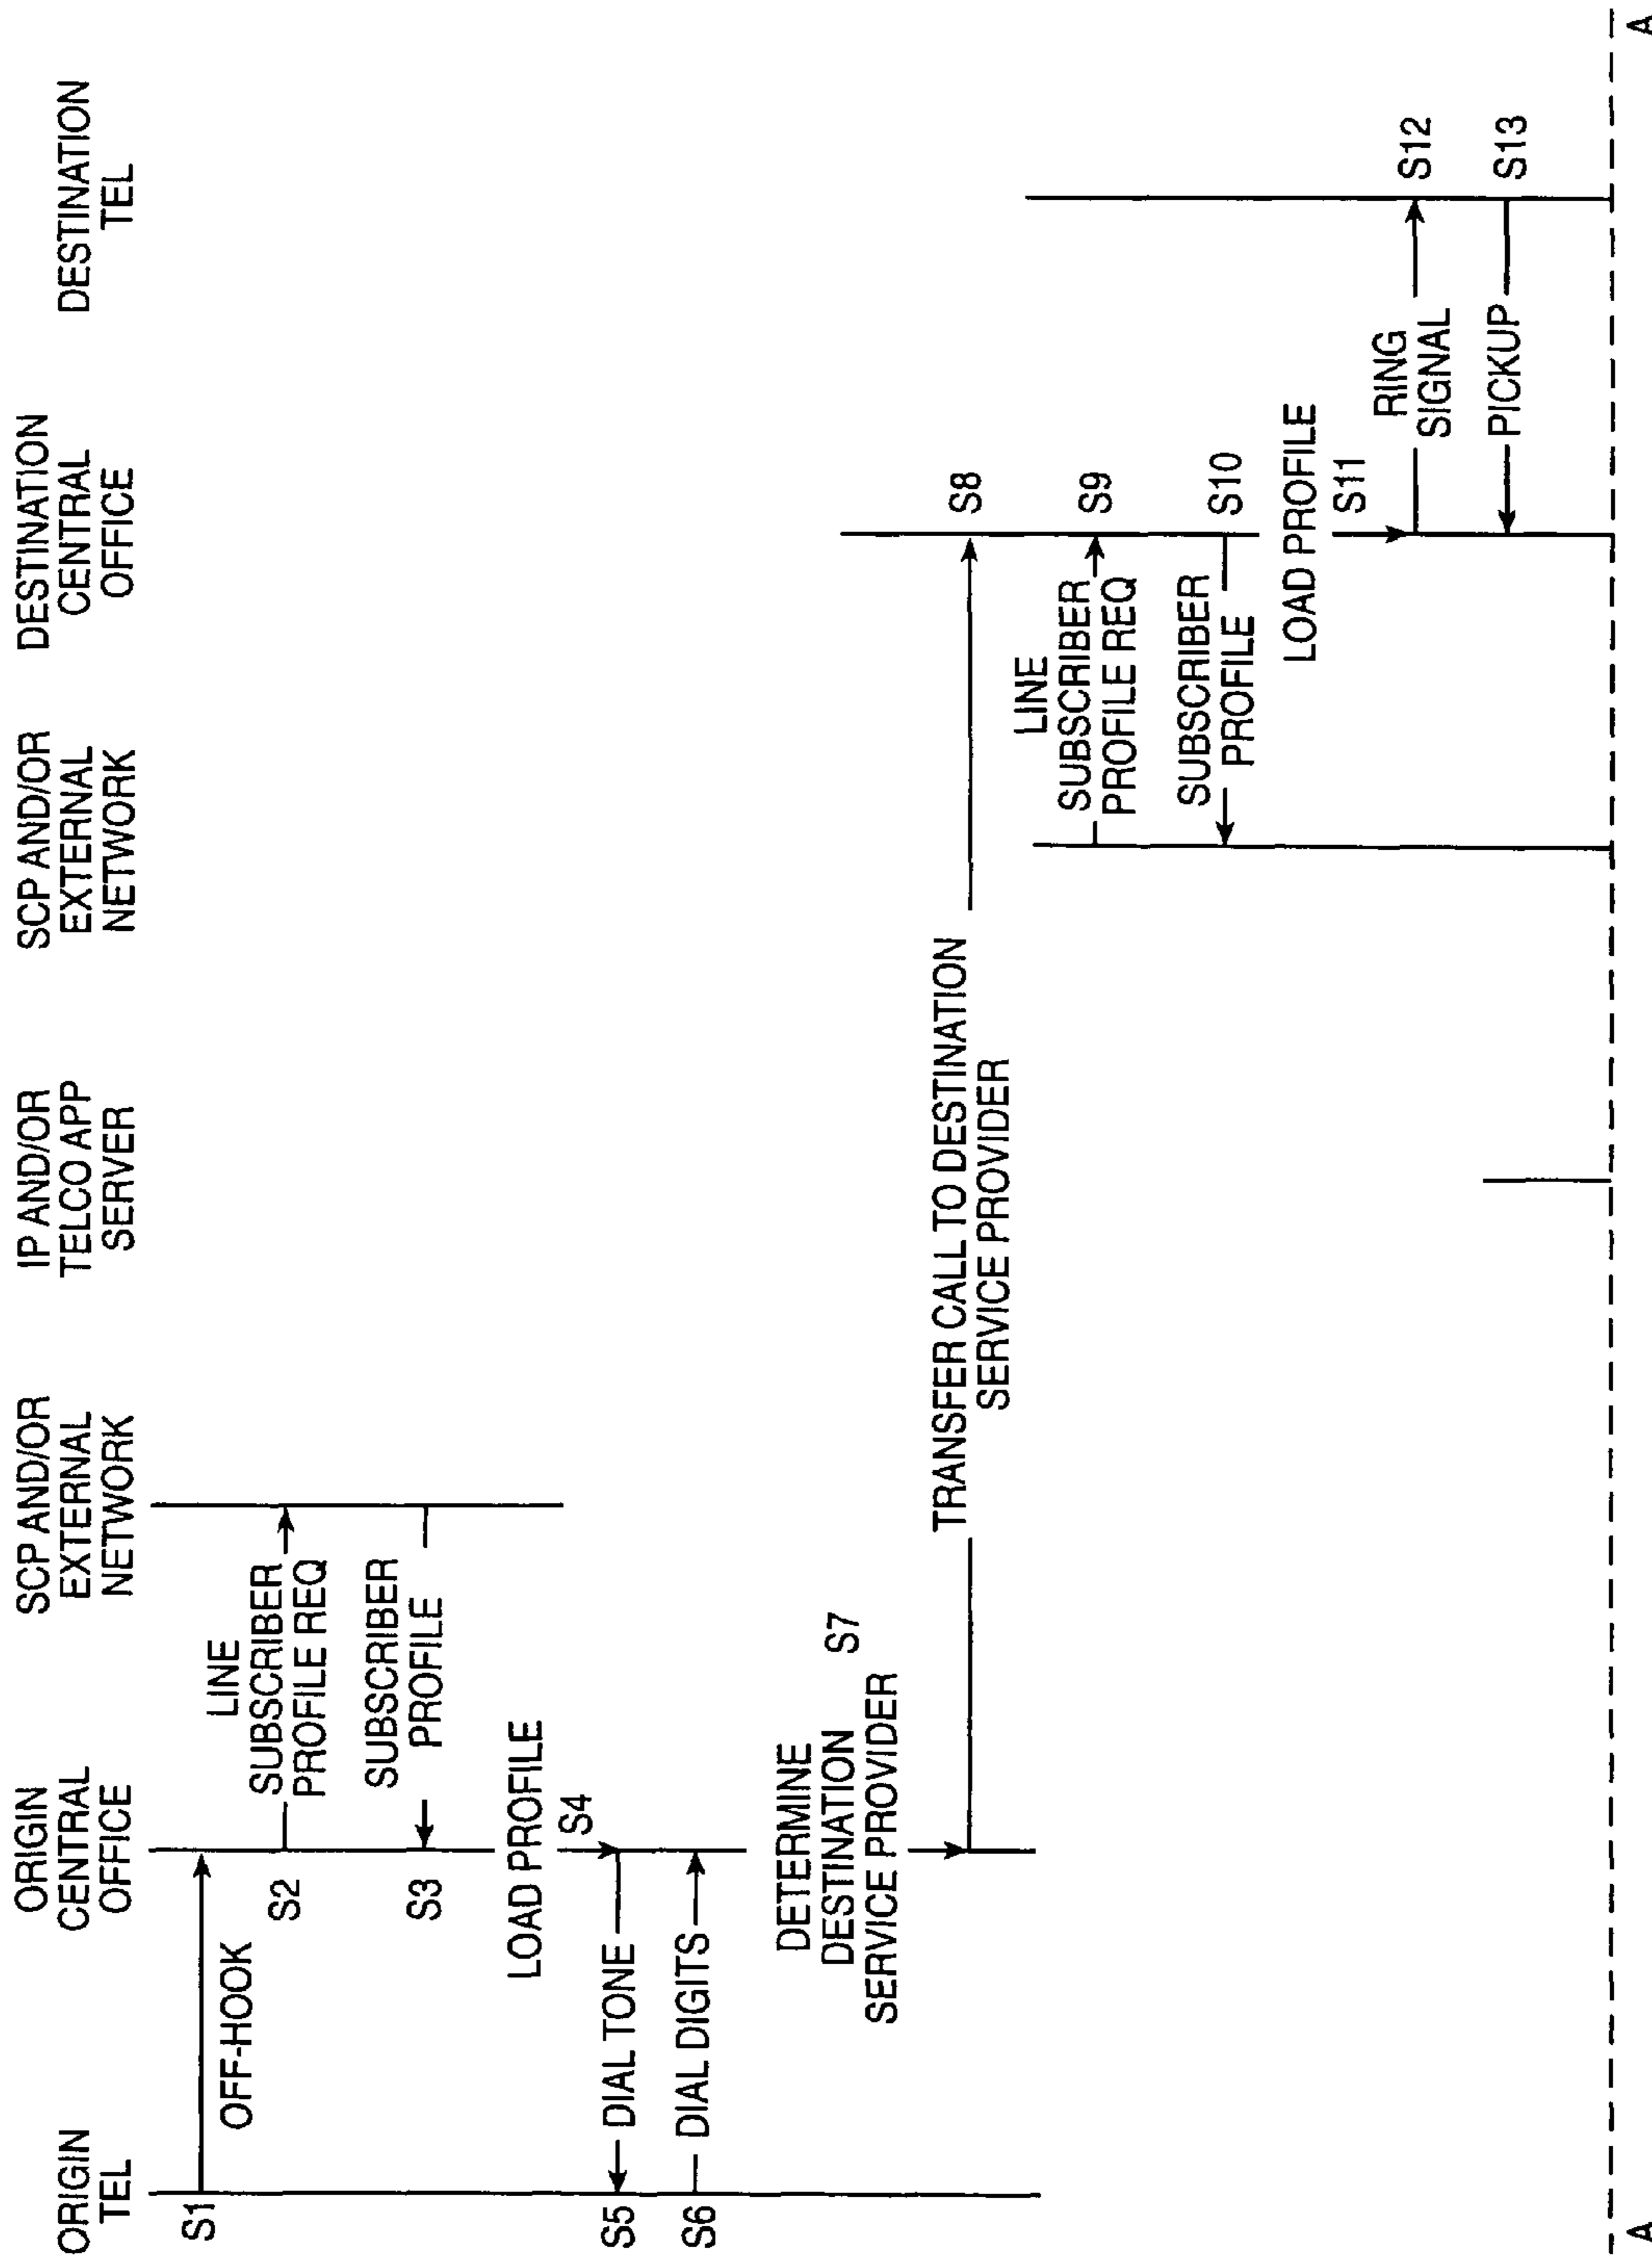 ORIGIN
TEL
ORIGIN
CENTRAL
OFFICE
SCP AND/OR
EXTERNAL
NETWORK
IP AND/OR
TELCO APP
SERVER
SCP AND/OR
EXTERNAL
NETWORK
DESTINATION
CENTRAL
OFFICE
DESTINATION
TEL
S1
OFF-HOOK
S2
LINE
SUBSCRIBER
PROFILE REQ
S3
SUBSCRIBER
PROFILE
LOAD PROFILE
S4
S5
DIAL TONE
S6
DIAL DIGITS
DETERMINE
DESTINATION
SERVICE PROVIDER
S7
TRANSFER CALL TO DESTINATION
SERVICE PROVIDER
S8
LINE
SUBSCRIBER
PROFILE REQ
S9
SUBSCRIBER
PROFILE
S10
LOAD PROFILE
S11
RING
SIGNAL
S12
PICKUP
S13
A
A